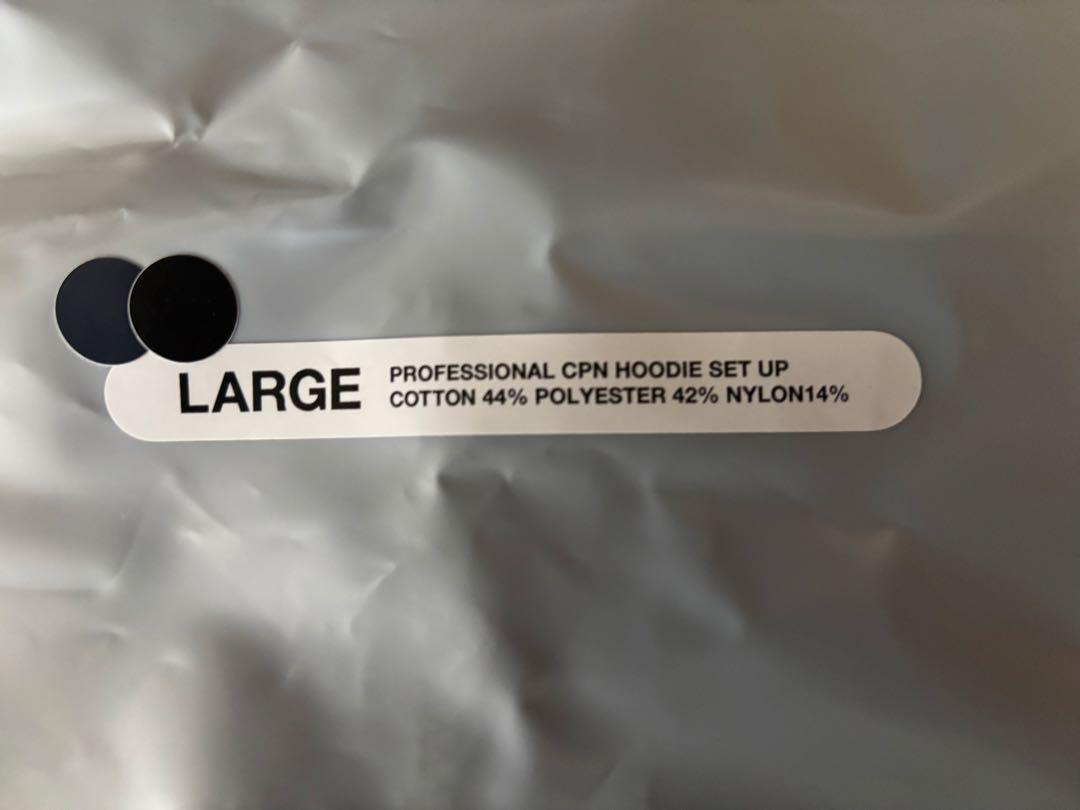 LARGE
PROFESSIONAL CPN HOODIE SET UP
COTTON 44% POLYESTER 42% NYLON14%